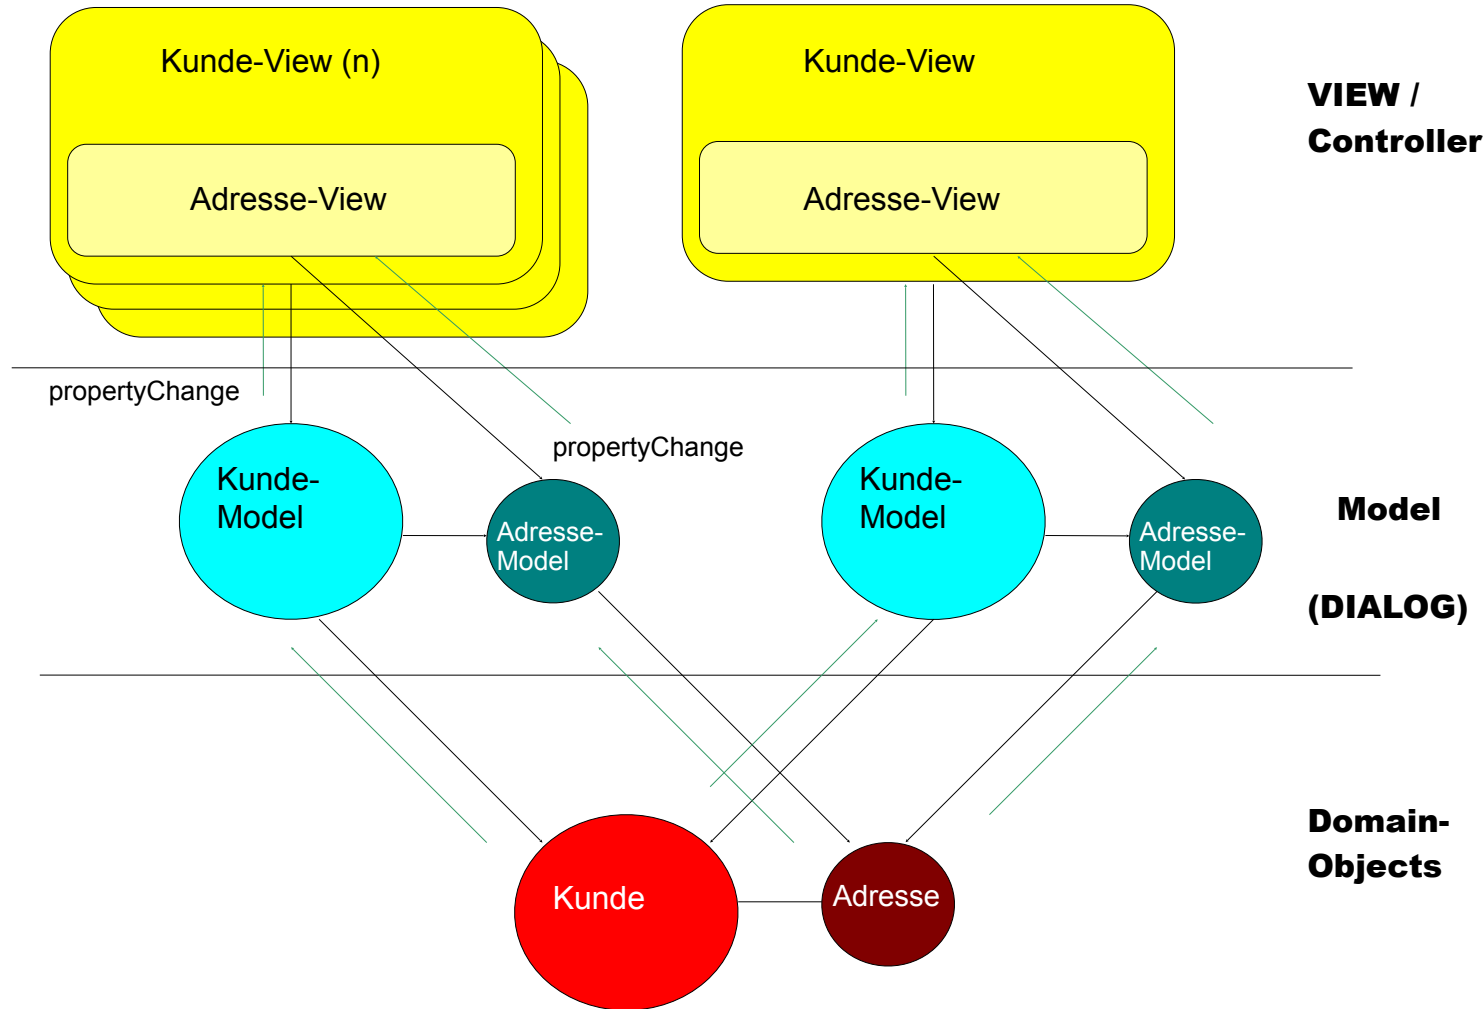 Kunde-View (n)
Kunde-View
VIEW /
Controller
Adresse-View
Adresse-View
propertyChange
propertyChange
Kunde-
Model
Adresse-
Model
Kunde-
Model
Adresse-
Model
Model
(DIALOG)
Domain-
Objects
Kunde
Adresse